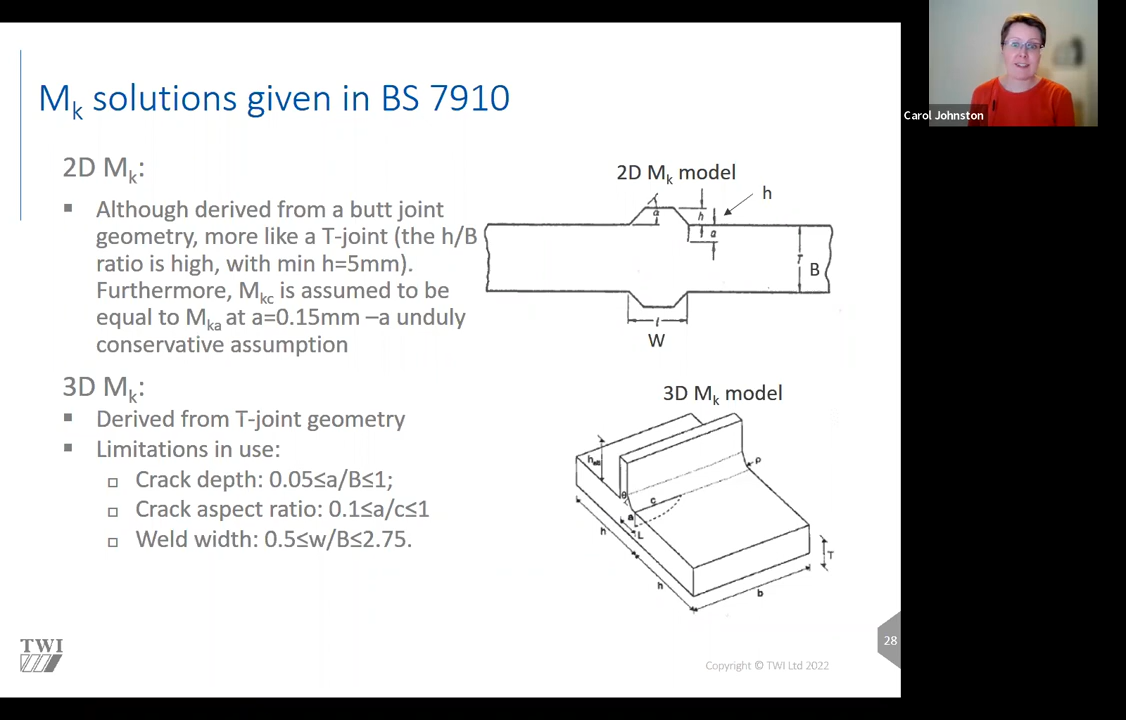 Mk solutions given in BS 7910
Carol Johnston
2D Mk:
▪ Although derived from a butt joint
geometry, more like a T-joint (the h/B
ratio is high, with min h=5mm).
Furthermore, Mkc is assumed to be
equal to Mka at a=0.15mm –a unduly
conservative assumption
3D Mk:
▪ Derived from T-joint geometry
▪ Limitations in use:
▫ Crack depth: 0.05≤a/B≤1;
▫ Crack aspect ratio: 0.1≤a/c≤1
▫ Weld width: 0.5≤w/B≤2.75.
2D Mk model
h
h
a
a
T
B
l
W
3D Mk model
h
ρ
θ
c
a
L
h
h
T
b
28
TWI
Copyright © TWI Ltd 2022